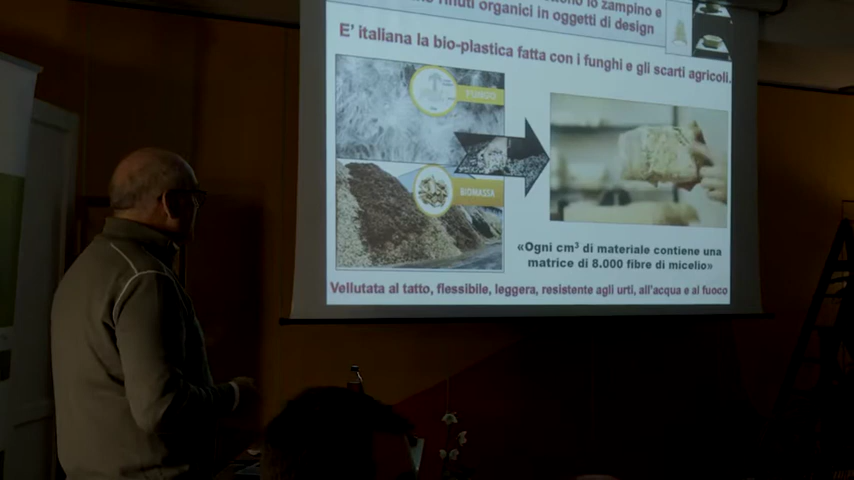 lo zampino e
rifiuti organici in oggetti di design
E' italiana la bio-plastica fatta con i funghi e gli scarti agricoli.
FUNGO
BIOMASSA
«Ogni cm³ di materiale contiene una
matrice di 8.000 fibre di micelio»
Vellutata al tatto, flessibile, leggera, resistente agli urti, all'acqua e al fuoco